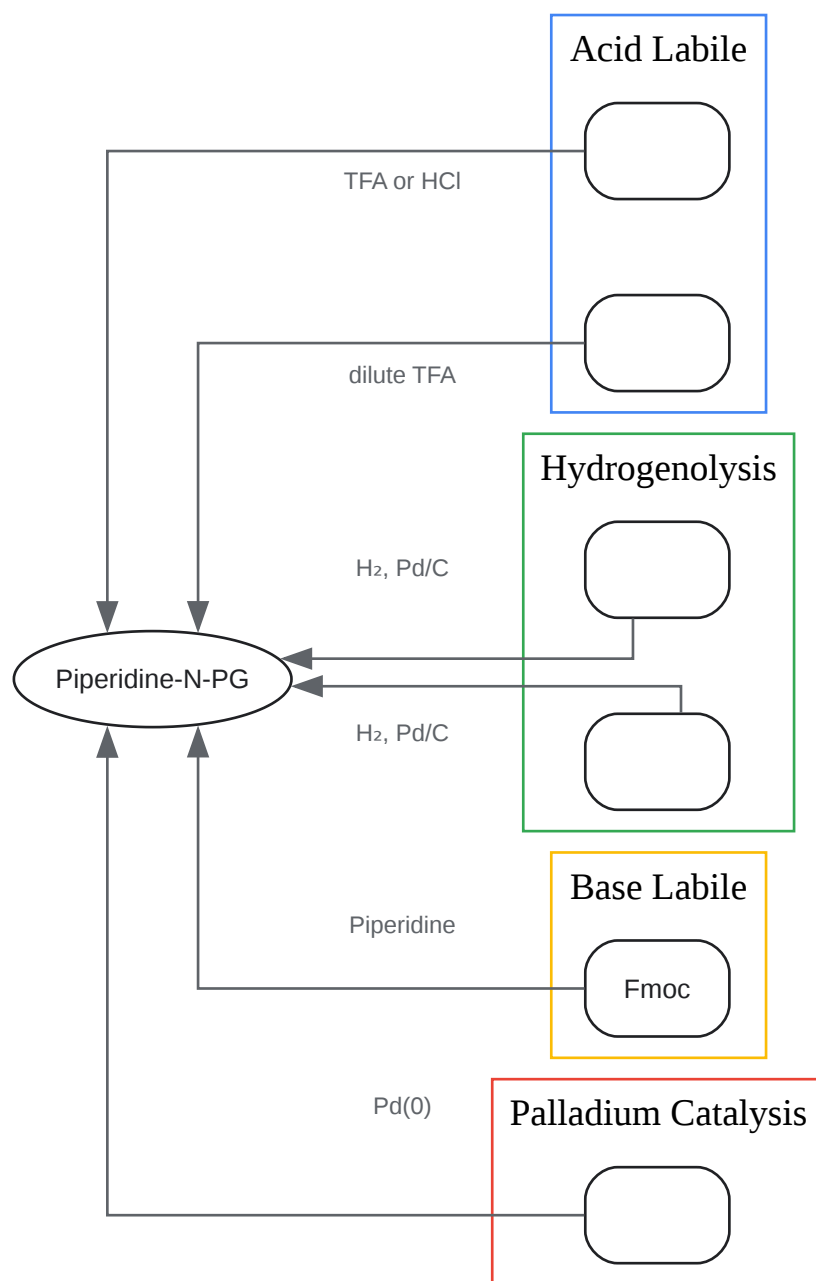 Acid Labile
TFA or HCl
dilute TFA
Hydrogenolysis
H₂, Pd/C
Piperidine-N-PG
H₂, Pd/C
Base Labile
Piperidine
Fmoc
Pd(0)
Palladium Catalysis